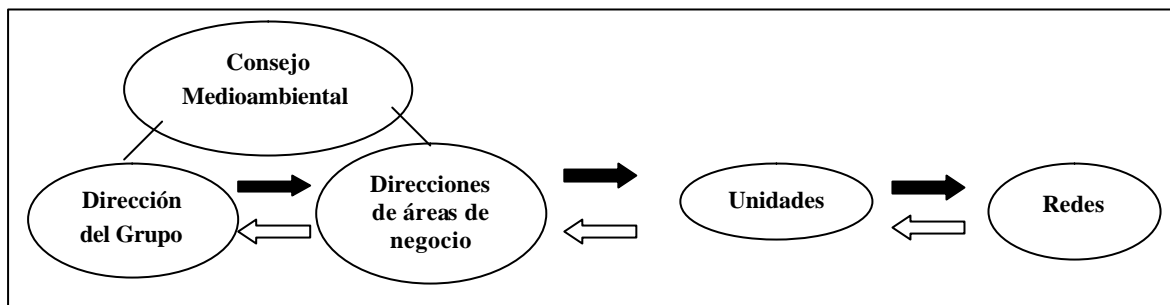 Consejo
Medioambiental
Dirección
del Grupo
Direcciones
de áreas de
negocio
Unidades
Redes